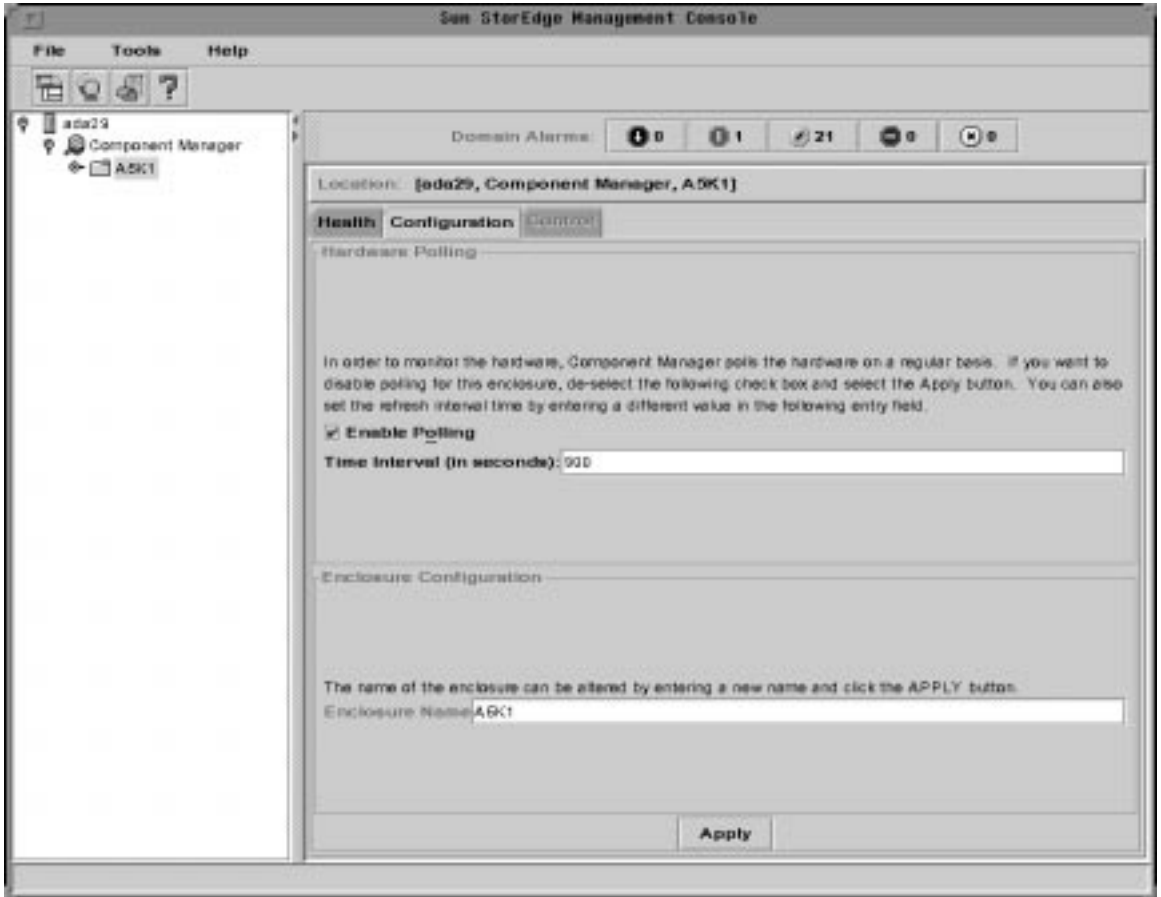 Sun StorEdge Management Console
File Tools Help
ada29
Component Manager
A5K1
Domain Alarms: 0 1 21 0 0
Location: [ada29, Component Manager, A5K1]
Health Configuration Control
Hardware Polling
In order to monitor the hardware, Component Manager polls the hardware on a regular basis. If you want to
disable polling for this enclosure, de-select the following check box and select the Apply button. You can also
set the refresh interval time by entering a different value in the following entry field.
Enable Polling
Time Interval (in seconds): 900
Enclosure Configuration
The name of the enclosure can be altered by entering a new name and click the APPLY button.
Enclosure Name A5K1
Apply